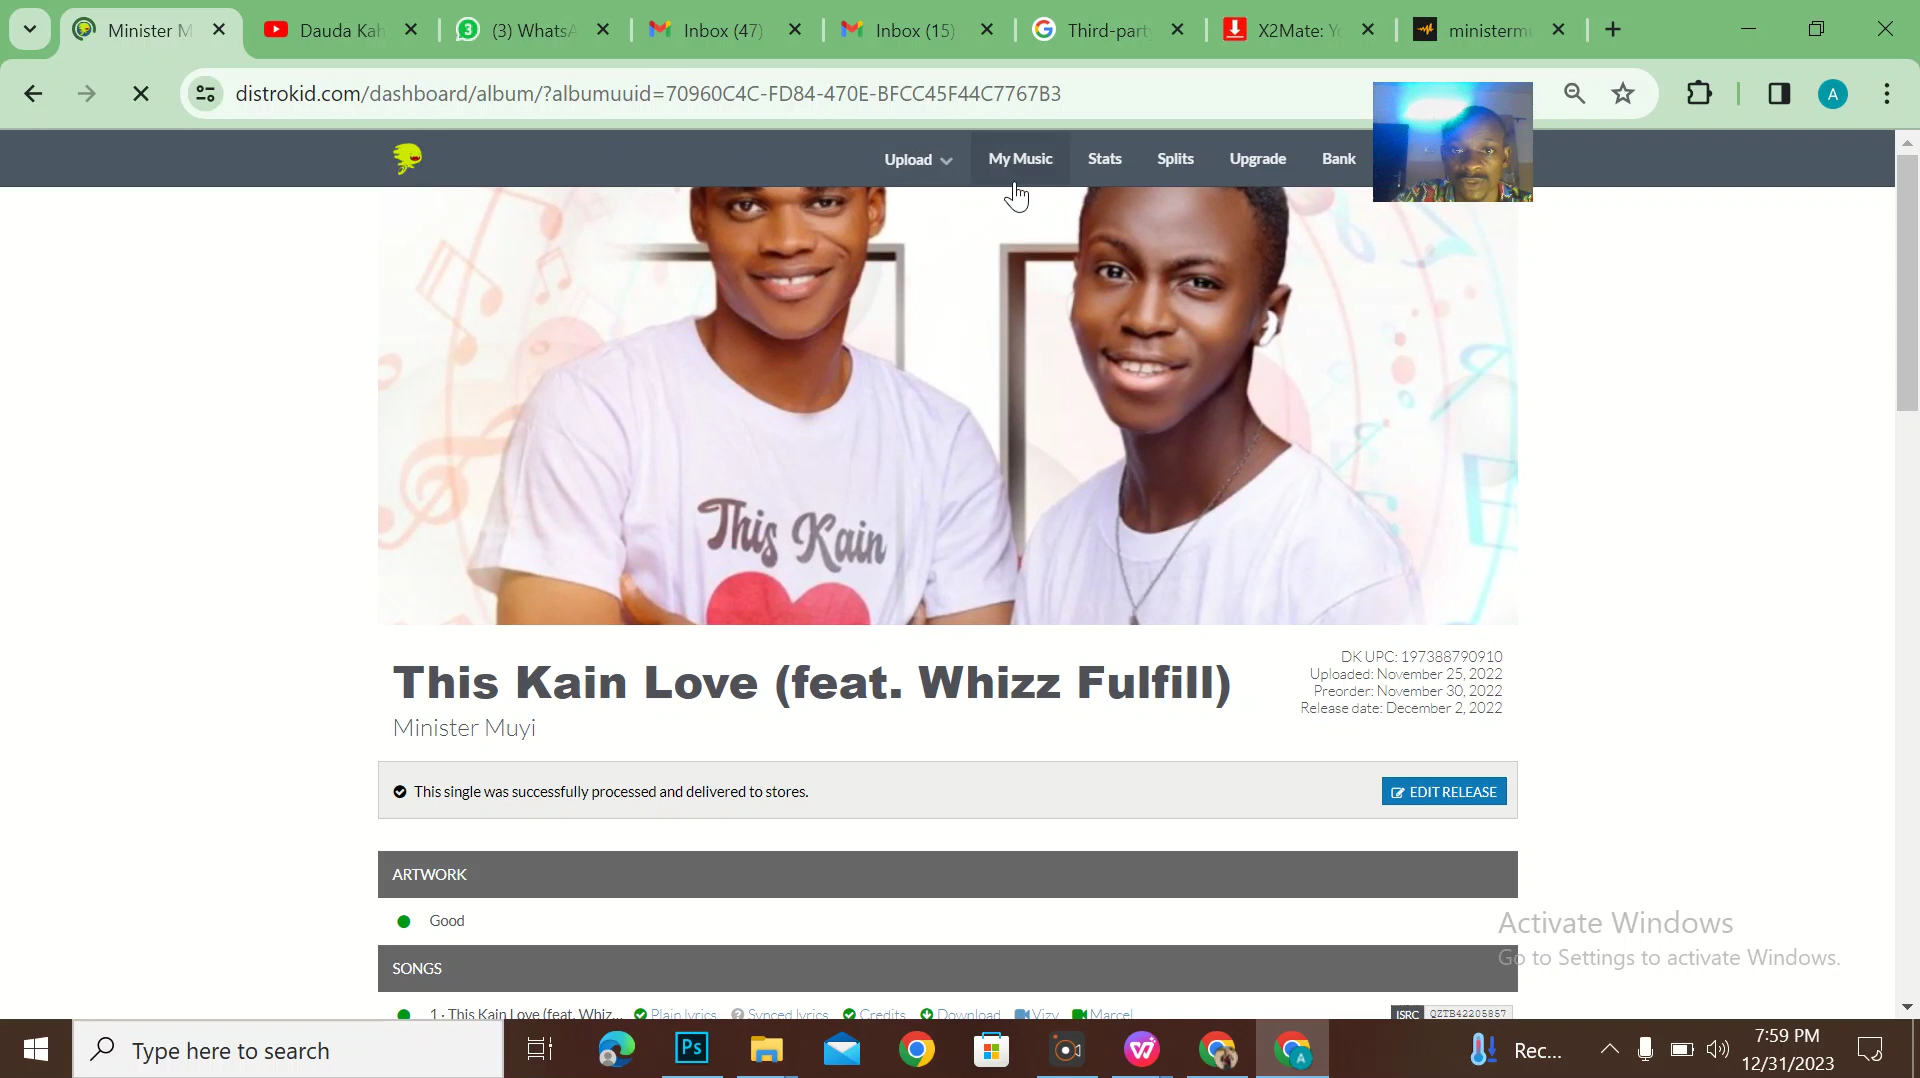 Minister M
Dauda Kah
(3) WhatsA
Inbox (47)
Inbox (15)
Third-part
X2Mate: Yo
ministermu
distrokid.com/dashboard/album/?albumuuid=70960C4C-FD84-470E-BFCC45F44C7767B3
A
Upload
My Music
Stats
Splits
Upgrade
Bank
This Kain
This Kain Love (feat. Whizz Fulfill)
Minister Muyi
DK UPC: 197388790910
Uploaded: November 25, 2022
Preorder: November 30, 2022
Release date: December 2, 2022
This single was successfully processed and delivered to stores.
EDIT RELEASE
ARTWORK
Good
SONGS
1 - This Kain Love (feat. Whiz...
Plain lyrics
Synced lyrics
Credits
Download
Vizy
Marcel
ISRC
QZTB42205857
Activate Windows
Go to Settings to activate Windows.
Type here to search
Ps
A
Rec...
7:59 PM
12/31/2023